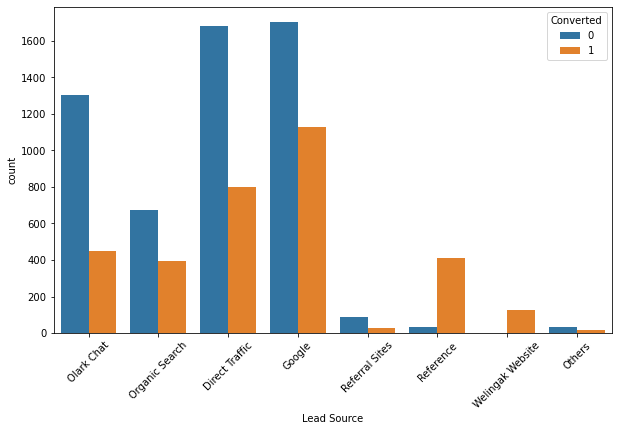 Converted
0
1
count
1600
1400
1200
1000
800
600
400
200
0
Olark Chat
Organic Search
Direct Traffic
Google
Referral Sites
Reference
Welingak Website
Others
Lead Source